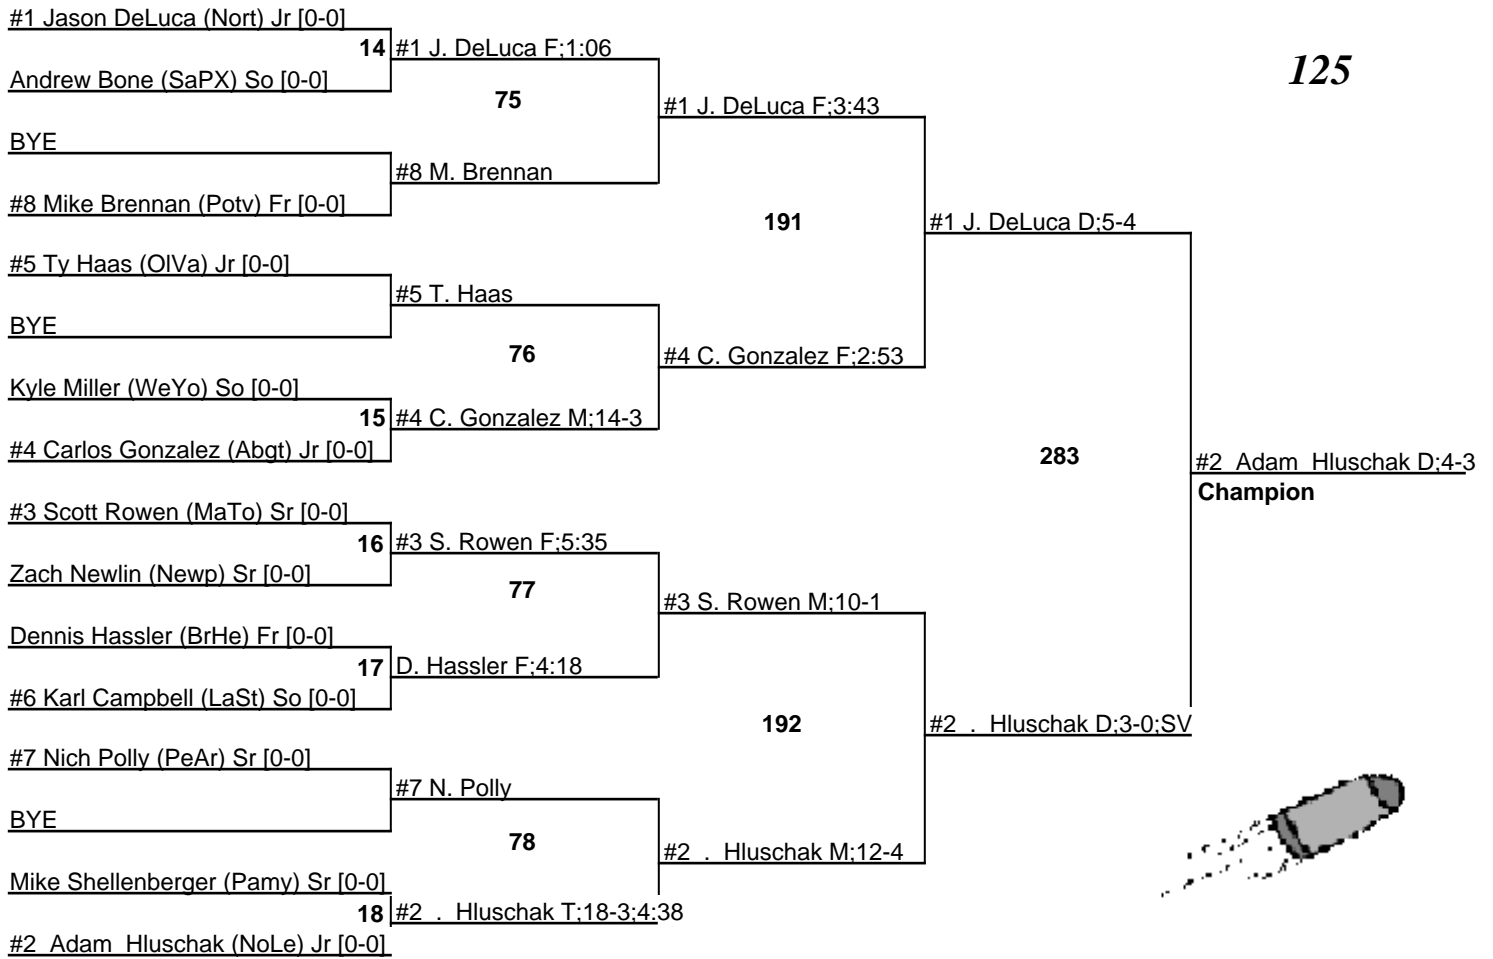 #1 Jason DeLuca (Nort) Jr [0-0]
14 #1 J. DeLuca F;1:06
125
Andrew Bone (SaPX) So [0-0]
75
#1 J. DeLuca F;3:43
BYE
#8 M. Brennan
#8 Mike Brennan (Potv) Fr [0-0]
191
#1 J. DeLuca D;5-4
#5 Ty Haas (OlVa) Jr [0-0]
#5 T. Haas
BYE
76
#4 C. Gonzalez F;2:53
Kyle Miller (WeYo) So [0-0]
15 #4 C. Gonzalez M;14-3
#4 Carlos Gonzalez (Abgt) Jr [0-0]
283
#2 Adam Hluschak D;4-3
Champion
#3 Scott Rowen (MaTo) Sr [0-0]
16 #3 S. Rowen F;5:35
Zach Newlin (Newp) Sr [0-0]
77
#3 S. Rowen M;10-1
Dennis Hassler (BrHe) Fr [0-0]
17 D. Hassler F;4:18
#6 Karl Campbell (LaSt) So [0-0]
192
#2 . Hluschak D;3-0;SV
#7 Nich Polly (PeAr) Sr [0-0]
#7 N. Polly
BYE
78
#2 . Hluschak M;12-4
Mike Shellenberger (Pamy) Sr [0-0]
18 #2 . Hluschak T;18-3;4:38
#2 Adam Hluschak (NoLe) Jr [0-0]